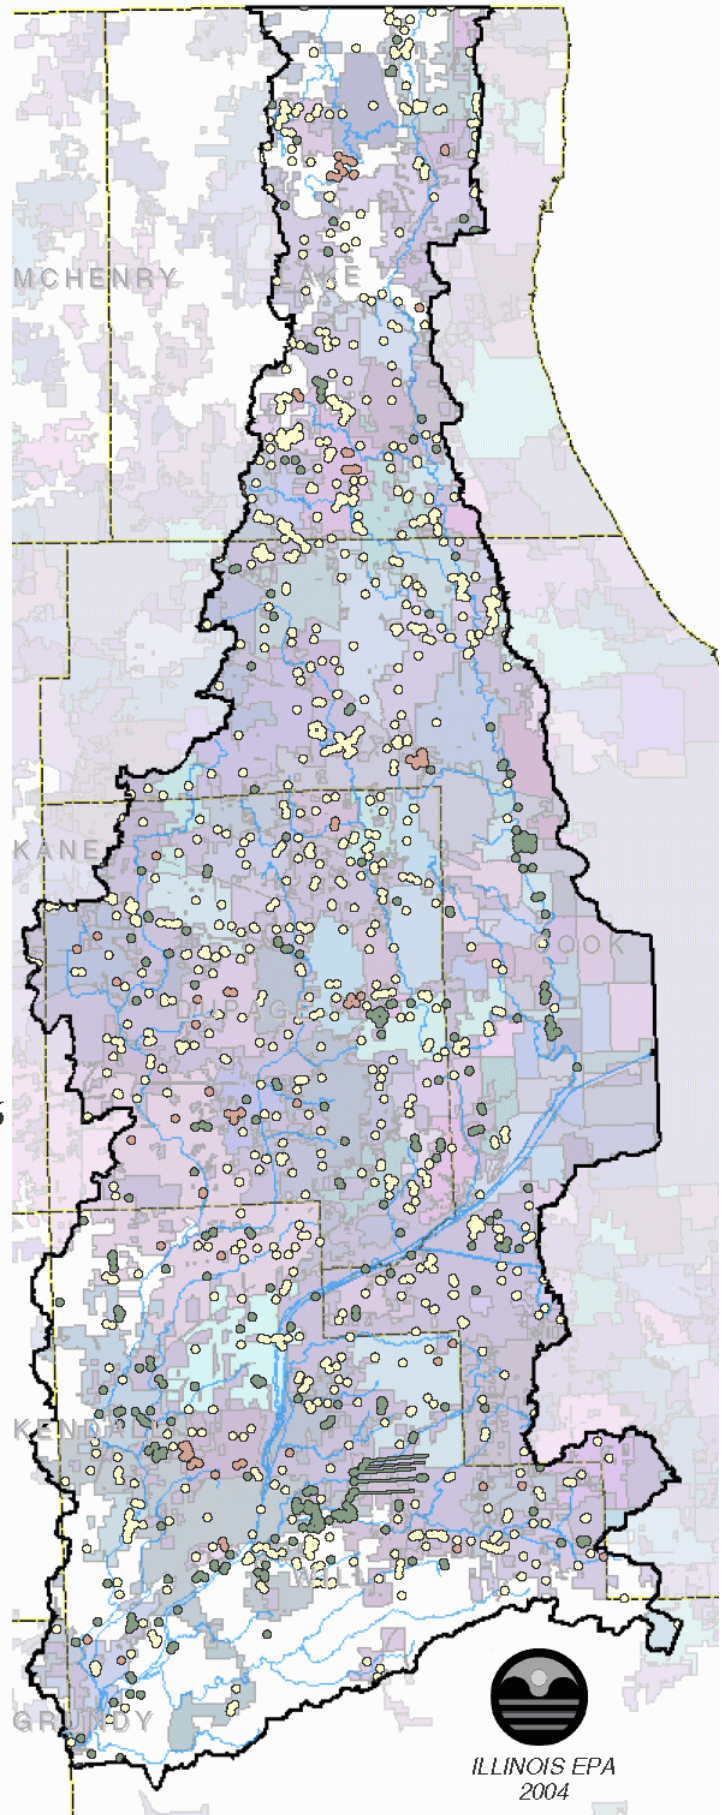 MCHENRY
LAKE
KANE
COOK
DUPAGE
KENDALL
WILL
GRUNDY
ILLINOIS EPA
2004